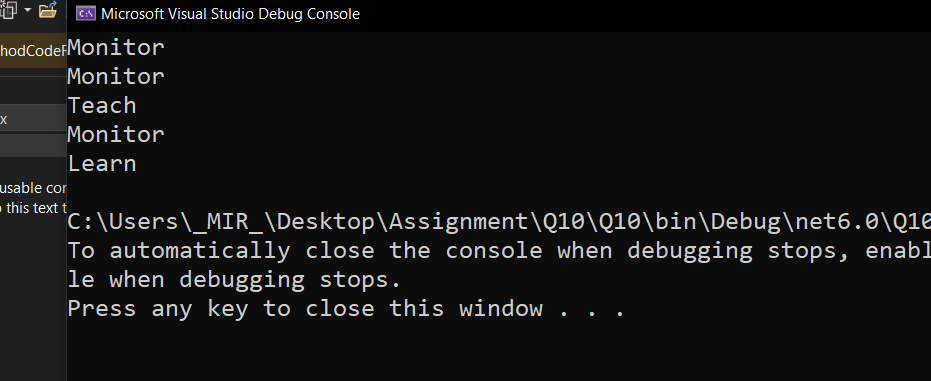 Microsoft Visual Studio Debug Console
hodCodeF
Monitor
Monitor
Teach
Monitor
Learn
x
usable cor
this text t
C:\Users\_MIR_\Desktop\Assignment\Q10\Q10\bin\Debug\net6.0\Q10
To automatically close the console when debugging stops, enabl
le when debugging stops.
Press any key to close this window . . .